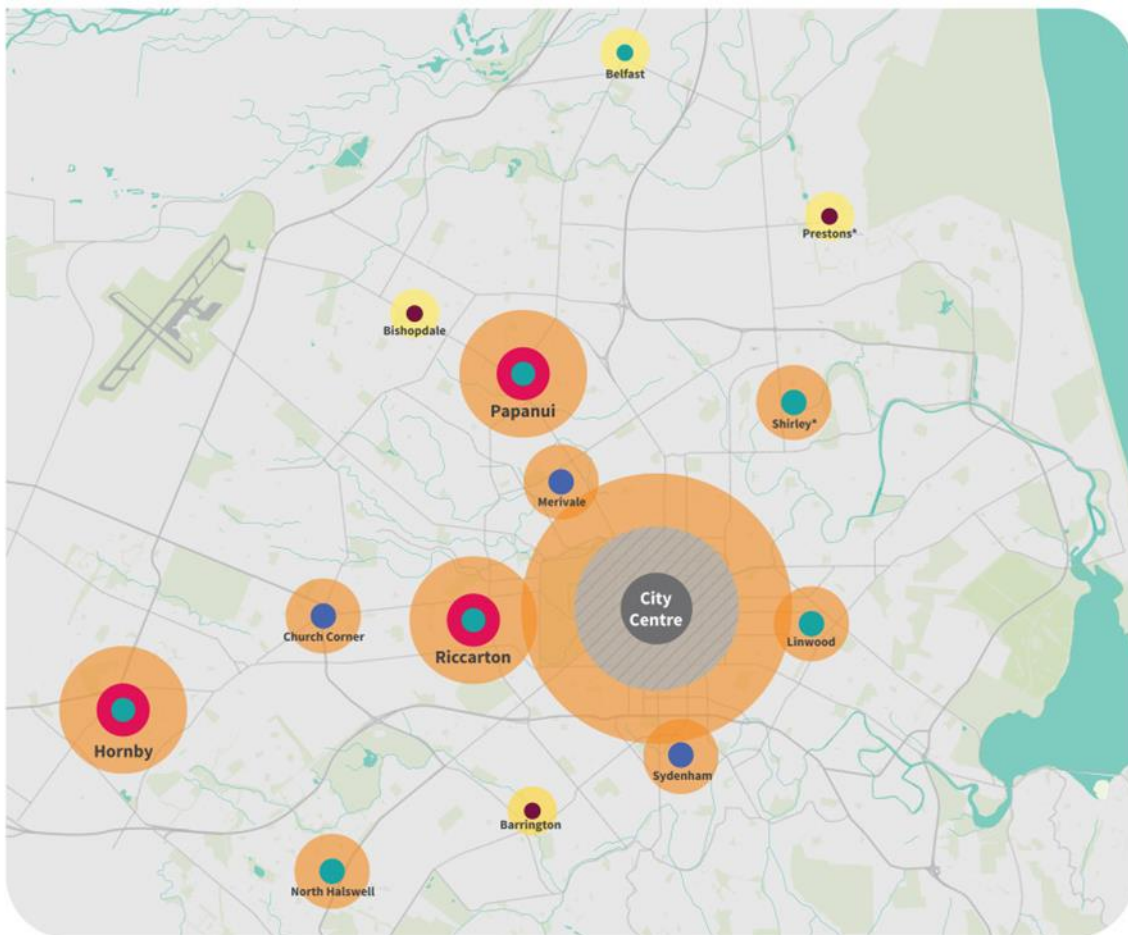 Belfast
Prestons*
Bishopdale
Papanui
Shirley*
Merivale
City
Centre
Church Corner
Riccarton
Linwood
Hornby
Sydenham
Barrington
North Halswell